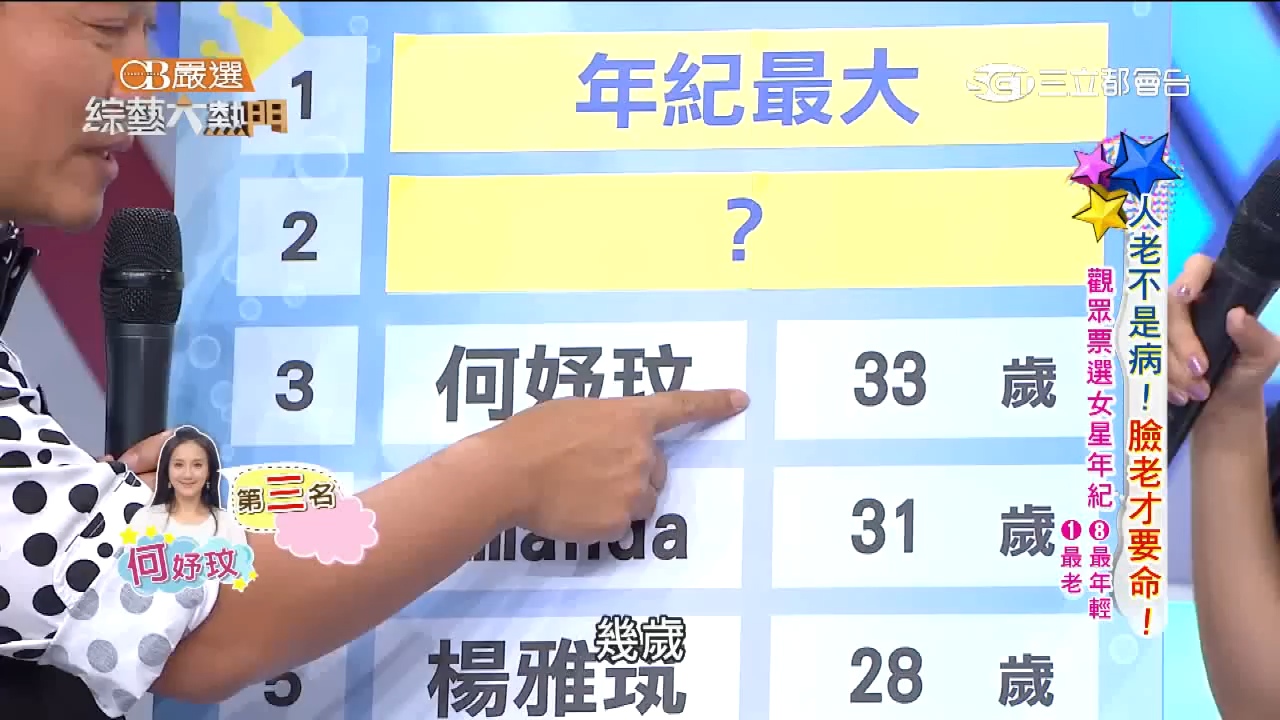 CB嚴選
綜藝大熱門
SET三立都會台
1 年紀最大
2 ?
3 何妤玟 33 歲
31 歲
5 楊雅筑 28 歲
人老不是病!臉老才要命!
觀眾票選女星年紀 8最年輕
1最老
第三名
何妤玟
幾歲